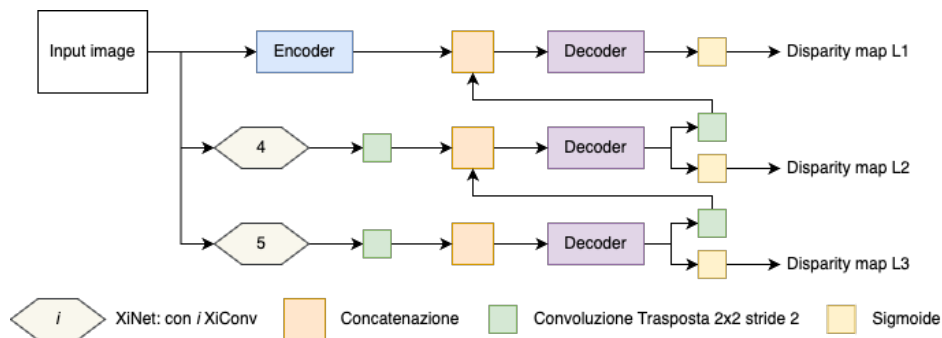 Input image
Encoder
Decoder
Disparity map L1
4
Decoder
Disparity map L2
5
Decoder
Disparity map L3
i
XiNet: con i XiConv
Concatenazione
Convoluzione Trasposta 2x2 stride 2
Sigmoide